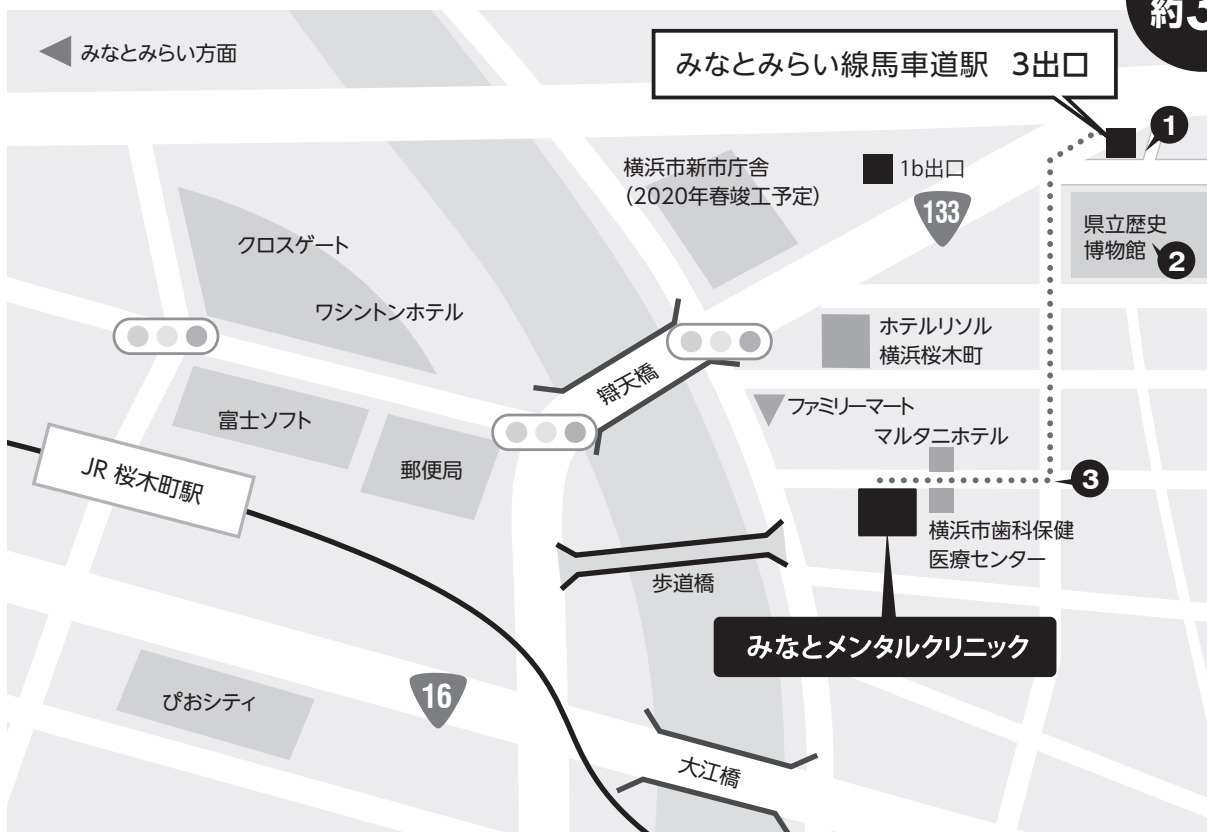 約5
みなとみらい方面
みなとみらい線馬車道駅 3出口
1
横浜市新市庁舎
(2020年春竣工予定)
1b出口
133
県立歴史
博物館
2
クロスゲート
ワシントンホテル
ホテルリソル
横浜桜木町
辯天橋
ファミリーマート
富士ソフト
マルタニホテル
郵便局
JR 桜木町駅
3
横浜市歯科保健
医療センター
歩道橋
みなとメンタルクリニック
ぴおシティ
16
大江橋